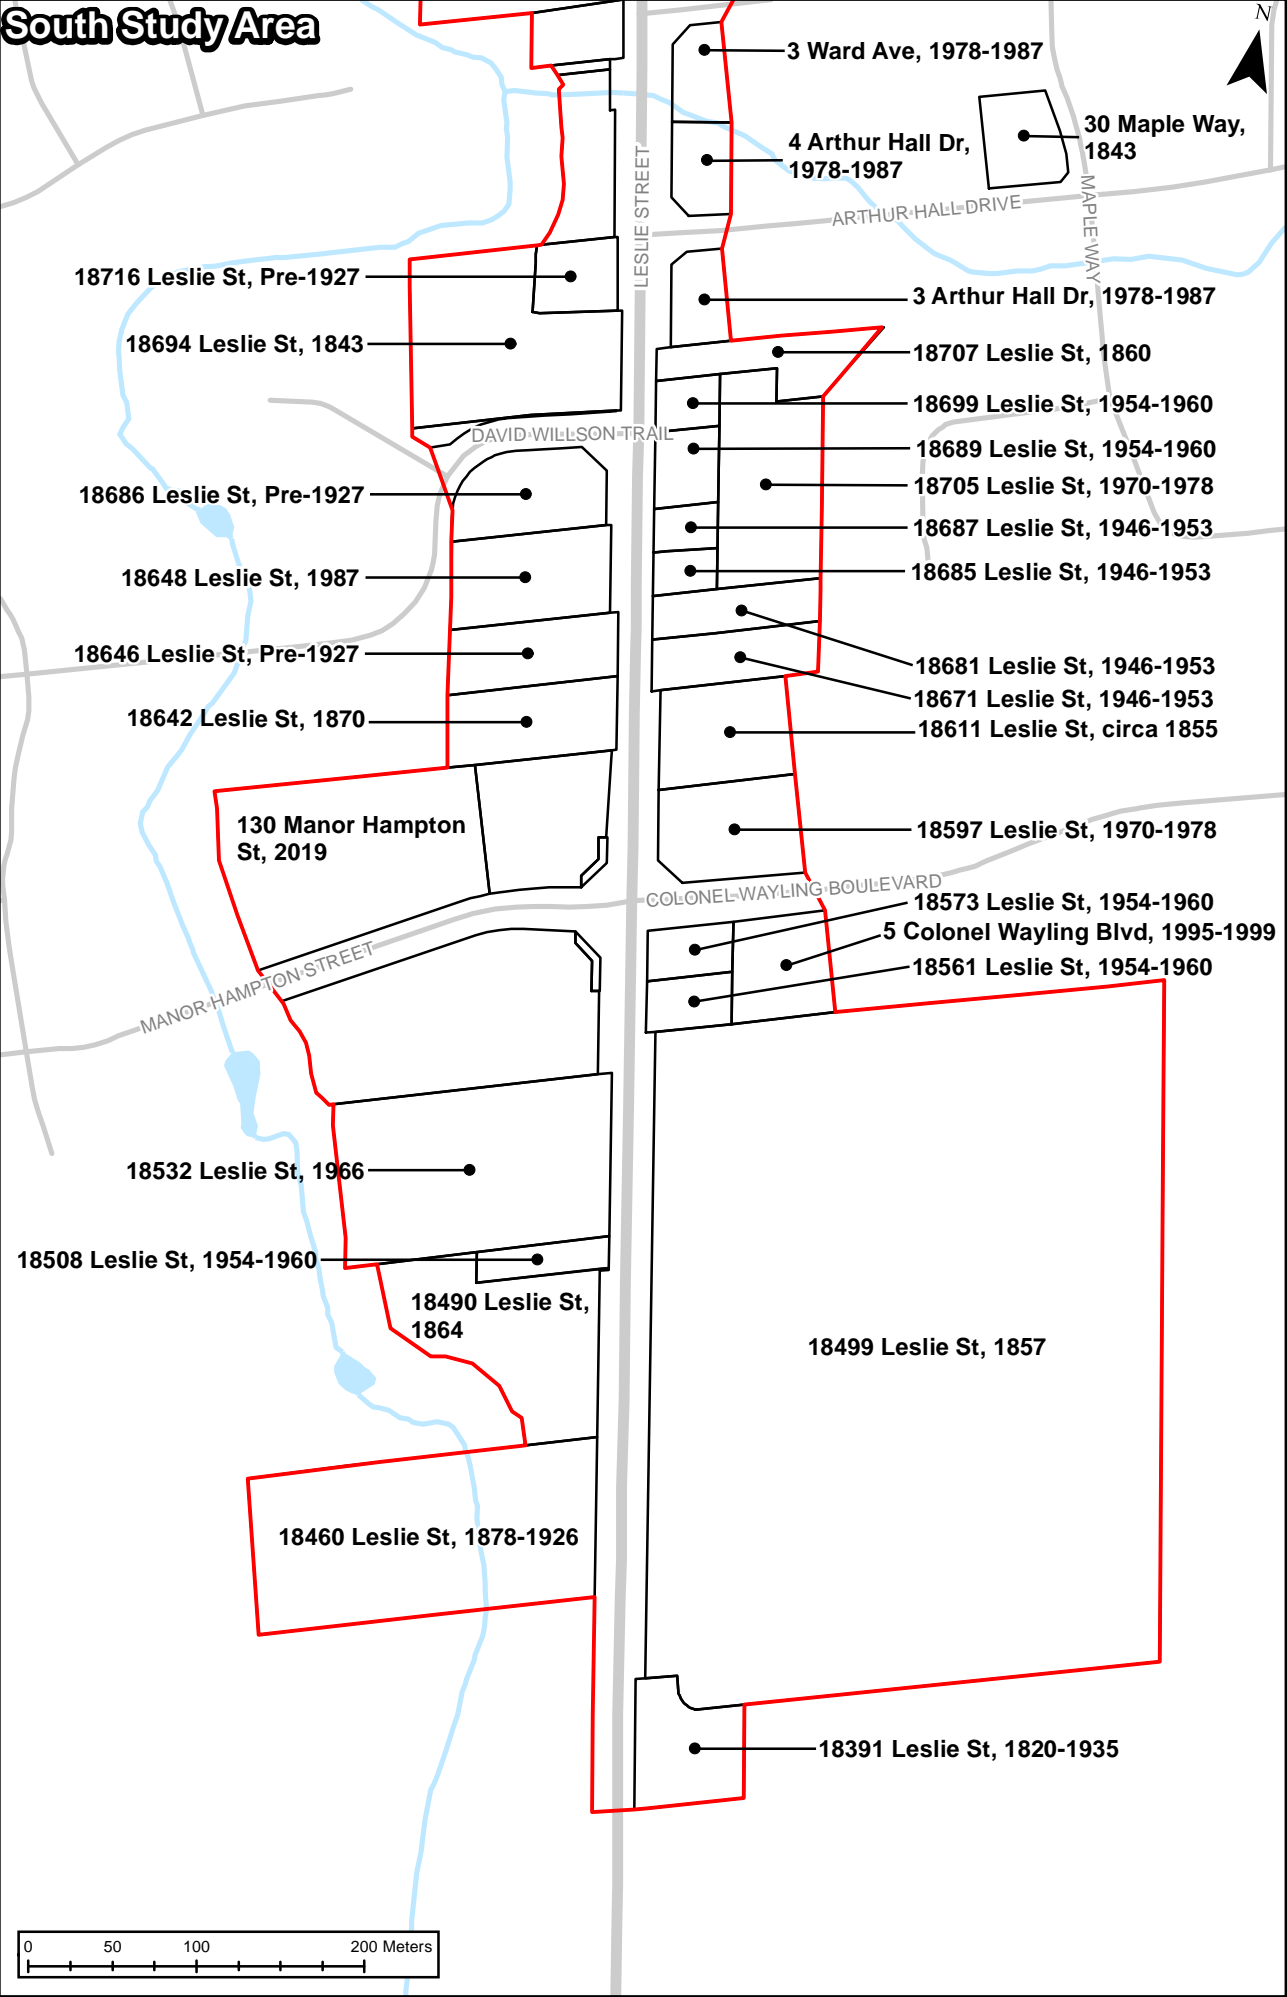 South Study Area
N
3 Ward Ave, 1978-1987
30 Maple Way,
1843
4 Arthur Hall Dr,
1978-1987
LESLIE STREET
ARTHUR HALL DRIVE
MAPLE WAY
18716 Leslie St, Pre-1927
3 Arthur Hall Dr, 1978-1987
18694 Leslie St, 1843
18707 Leslie St, 1860
18699 Leslie St, 1954-1960
DAVID WILLSON TRAIL
18689 Leslie St, 1954-1960
18705 Leslie St, 1970-1978
18686 Leslie St, Pre-1927
18687 Leslie St, 1946-1953
18685 Leslie St, 1946-1953
18648 Leslie St, 1987
18646 Leslie St, Pre-1927
18681 Leslie St, 1946-1953
18671 Leslie St, 1946-1953
18642 Leslie St, 1870
18611 Leslie St, circa 1855
130 Manor Hampton
St, 2019
18597 Leslie St, 1970-1978
COLONEL WAYLING BOULEVARD
18573 Leslie St, 1954-1960
5 Colonel Wayling Blvd, 1995-1999
18561 Leslie St, 1954-1960
MANOR HAMPTON STREET
18532 Leslie St, 1966
18508 Leslie St, 1954-1960
18490 Leslie St,
1864
18499 Leslie St, 1857
18460 Leslie St, 1878-1926
18391 Leslie St, 1820-1935
0 50 100 200 Meters